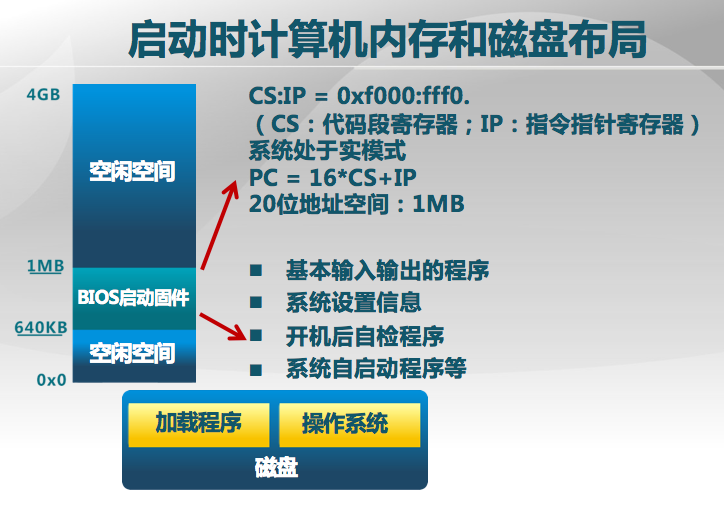 启动时计算机内存和磁盘布局
4GB
空闲空间
1MB
BIOS启动固件
640KB
空闲空间
0x0
CS:IP = 0xf000:fff0.
（CS：代码段寄存器；IP：指令指针寄存器）
系统处于实模式
PC = 16*CS+IP
20位地址空间：1MB
■ 基本输入输出的程序
■ 系统设置信息
■ 开机后自检程序
■ 系统自启动程序等
加载程序 操作系统
磁盘